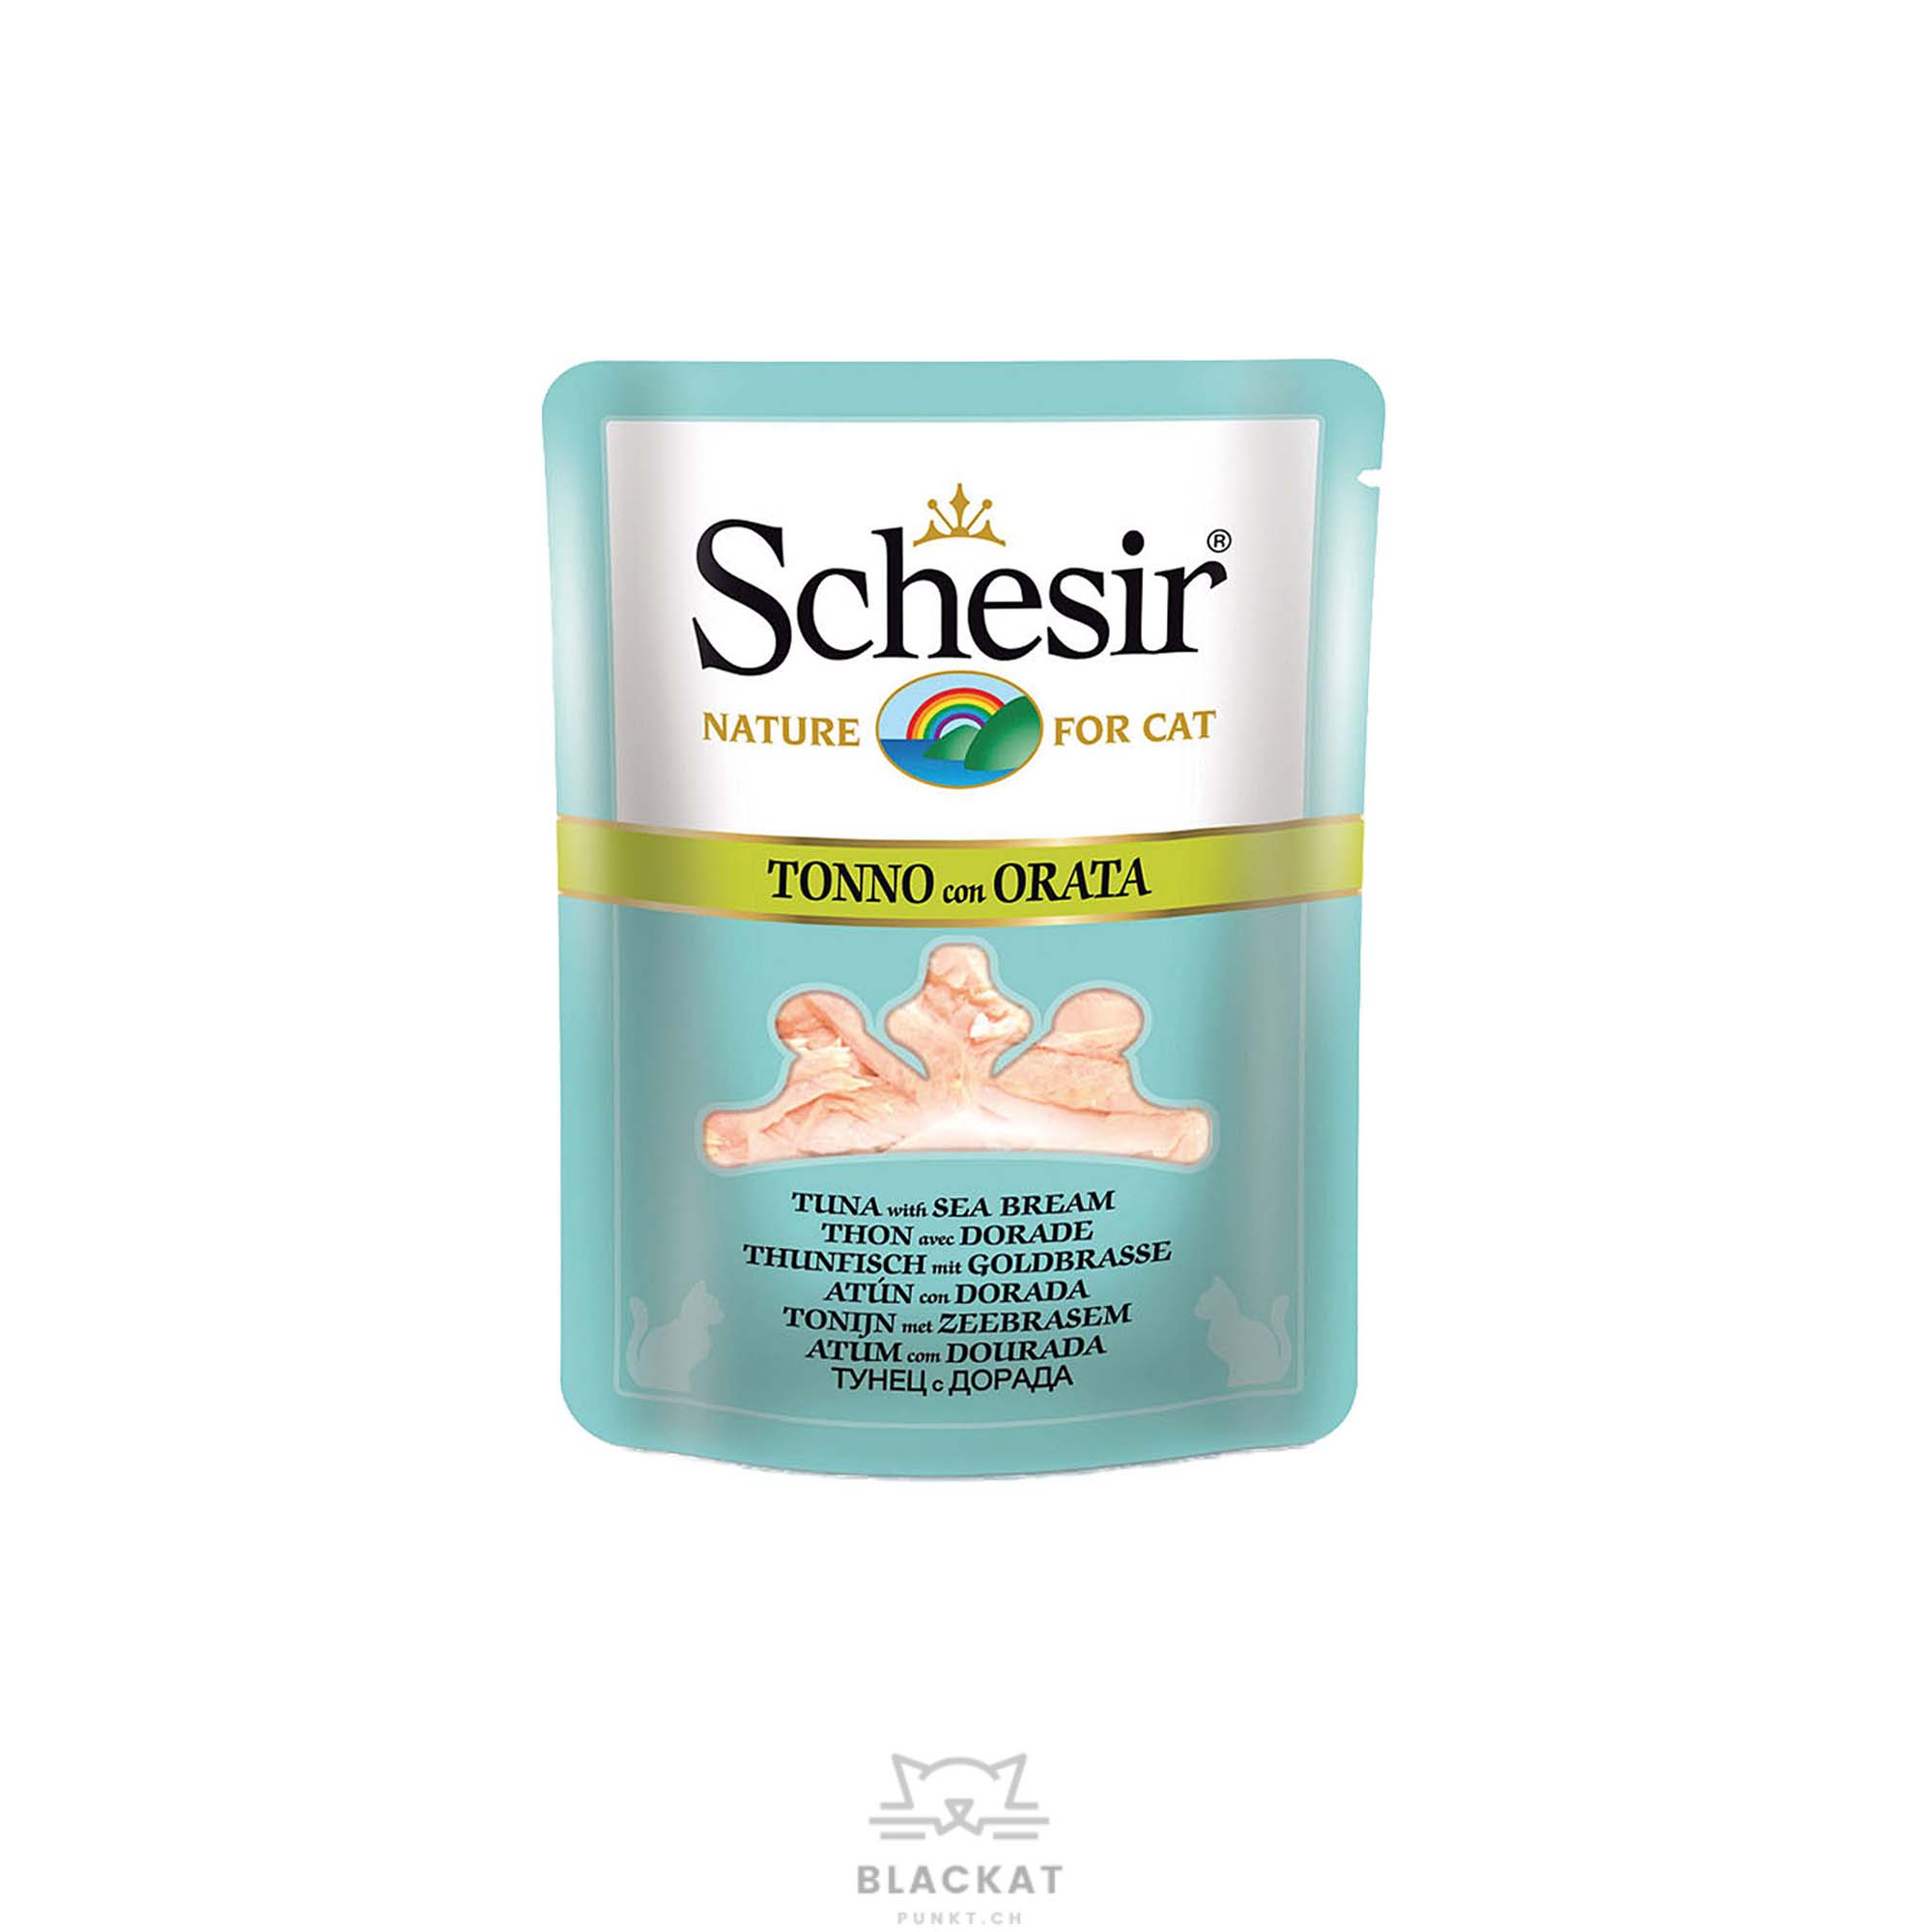 Schesir®
NATURE FOR CAT
TONNO con ORATA
TUNA with SEA BREAM
THON avec DORADE
THUNFISCH mit GOLDBRASSE
ATÚN con DORADA
TONIJN met ZEEBRASEM
ATUM com DOURADA
ТУНЕЦ с ДОРАДА
BLACKAT
PUNKT.CH